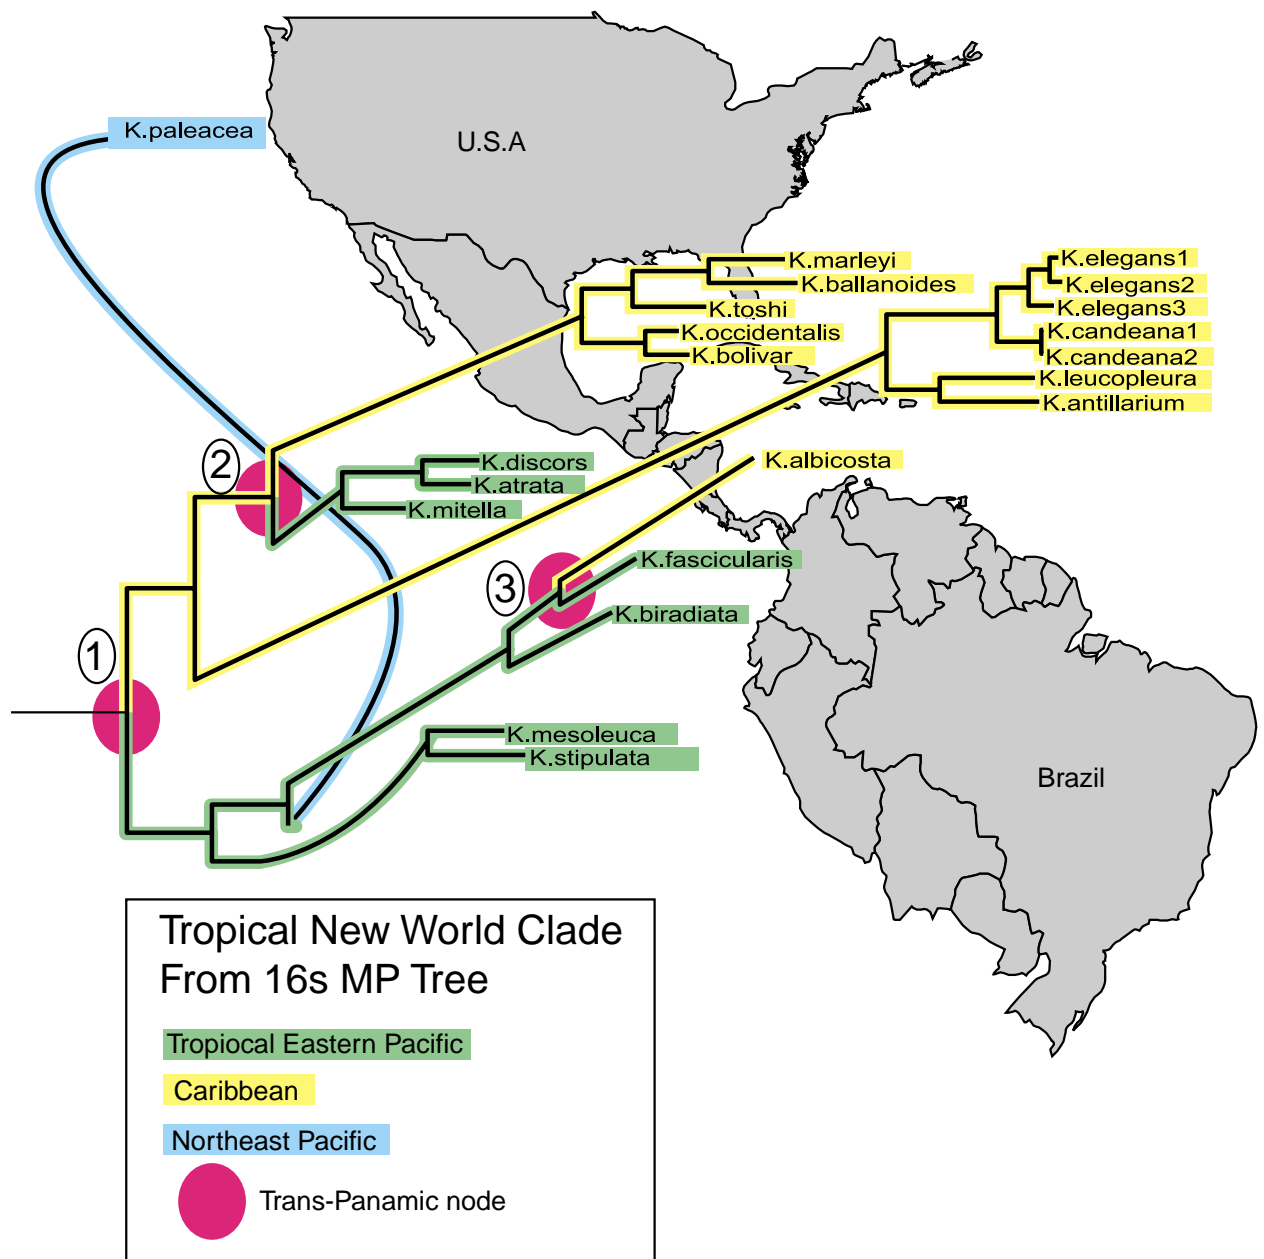 K.paleacea
U.S.A
K.marleyi
K.ballanoides
K.toshi
K.occidentalis
K.bolivar
K.elegans1
K.elegans2
K.elegans3
K.candeana1
K.candeana2
K.leucopleura
K.antillarium
2
K.discors
K.atrata
K.mitella
K.albicosta
3
K.fascicularis
K.biradiata
1
K.mesoleuca
K.stipulata
Brazil
Tropical New World Clade
From 16s MP Tree
Tropiocal Eastern Pacific
Caribbean
Northeast Pacific
Trans-Panamic node